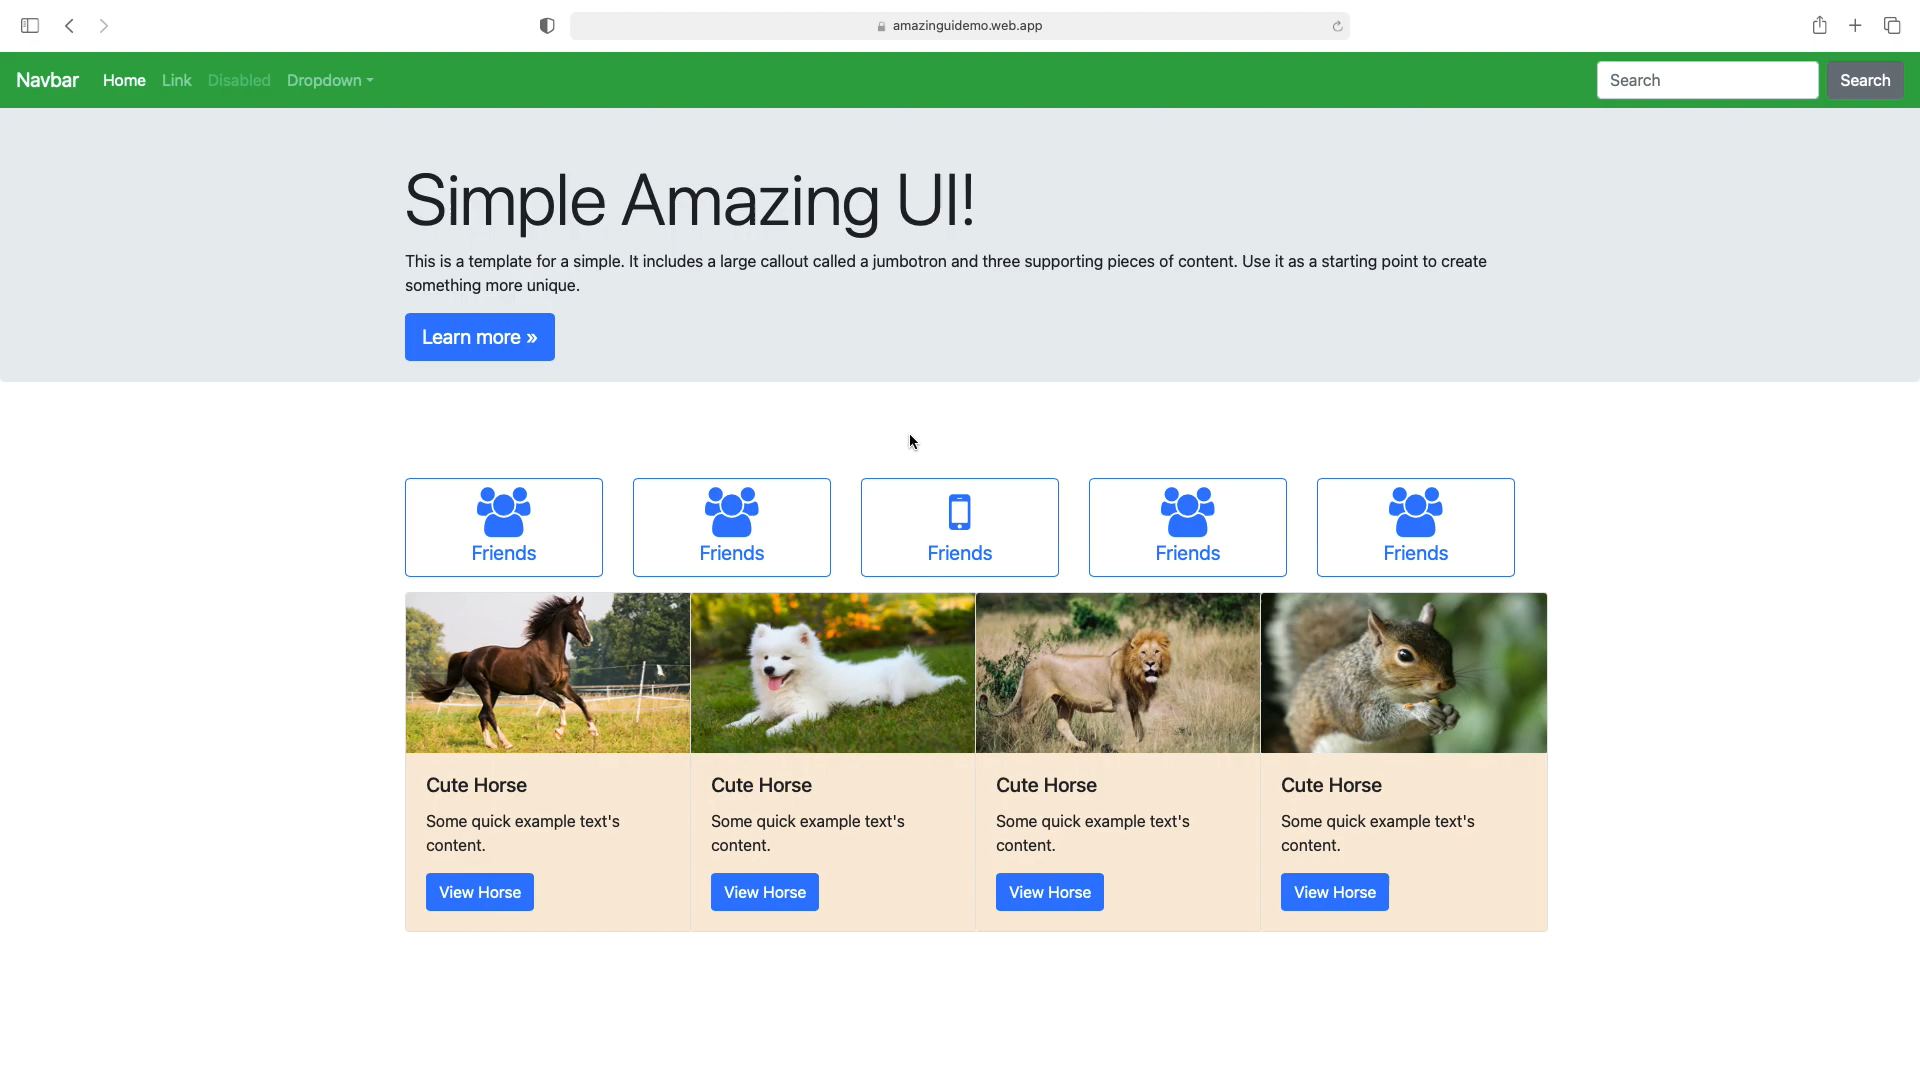 amazinguidemo.web.app
Navbar Home Link Disabled Dropdown Search Search
Simple Amazing UI!
This is a template for a simple. It includes a large callout called a jumbotron and three supporting pieces of content. Use it as a starting point to create
something more unique.
Learn more »
Friends Friends Friends Friends Friends
Cute Horse Cute Horse Cute Horse Cute Horse
Some quick example text's Some quick example text's Some quick example text's Some quick example text's
content. content. content. content.
View Horse View Horse View Horse View Horse